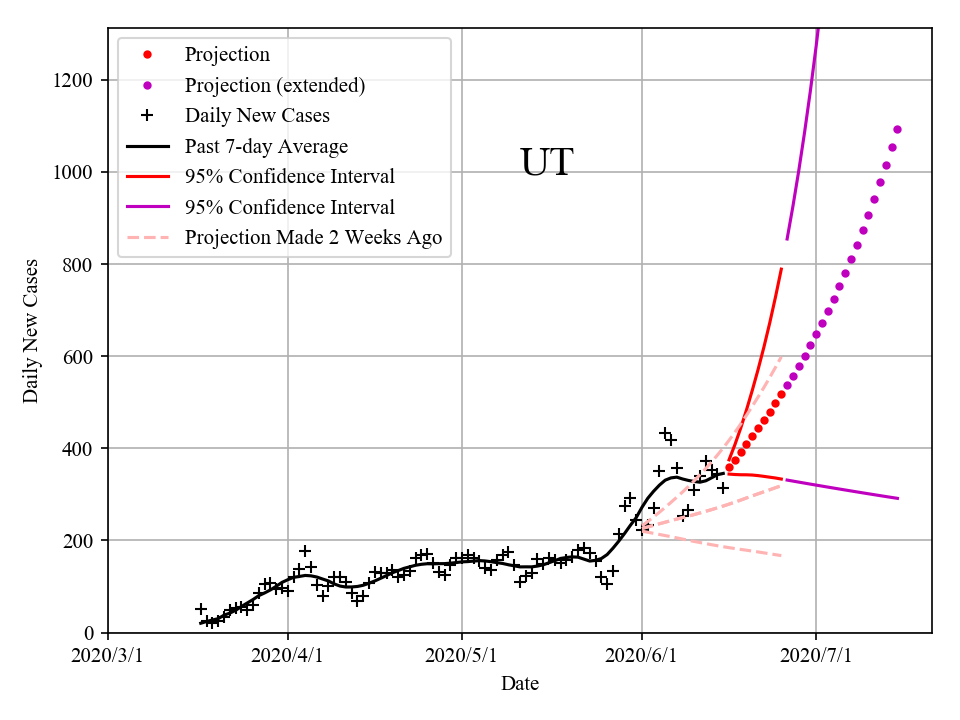 Projection
Projection (extended)
Daily New Cases
Past 7-day Average
95% Confidence Interval
95% Confidence Interval
Projection Made 2 Weeks Ago
UT
1200
1000
800
600
400
200
0
Daily New Cases
2020/3/1
2020/4/1
2020/5/1
2020/6/1
2020/7/1
Date